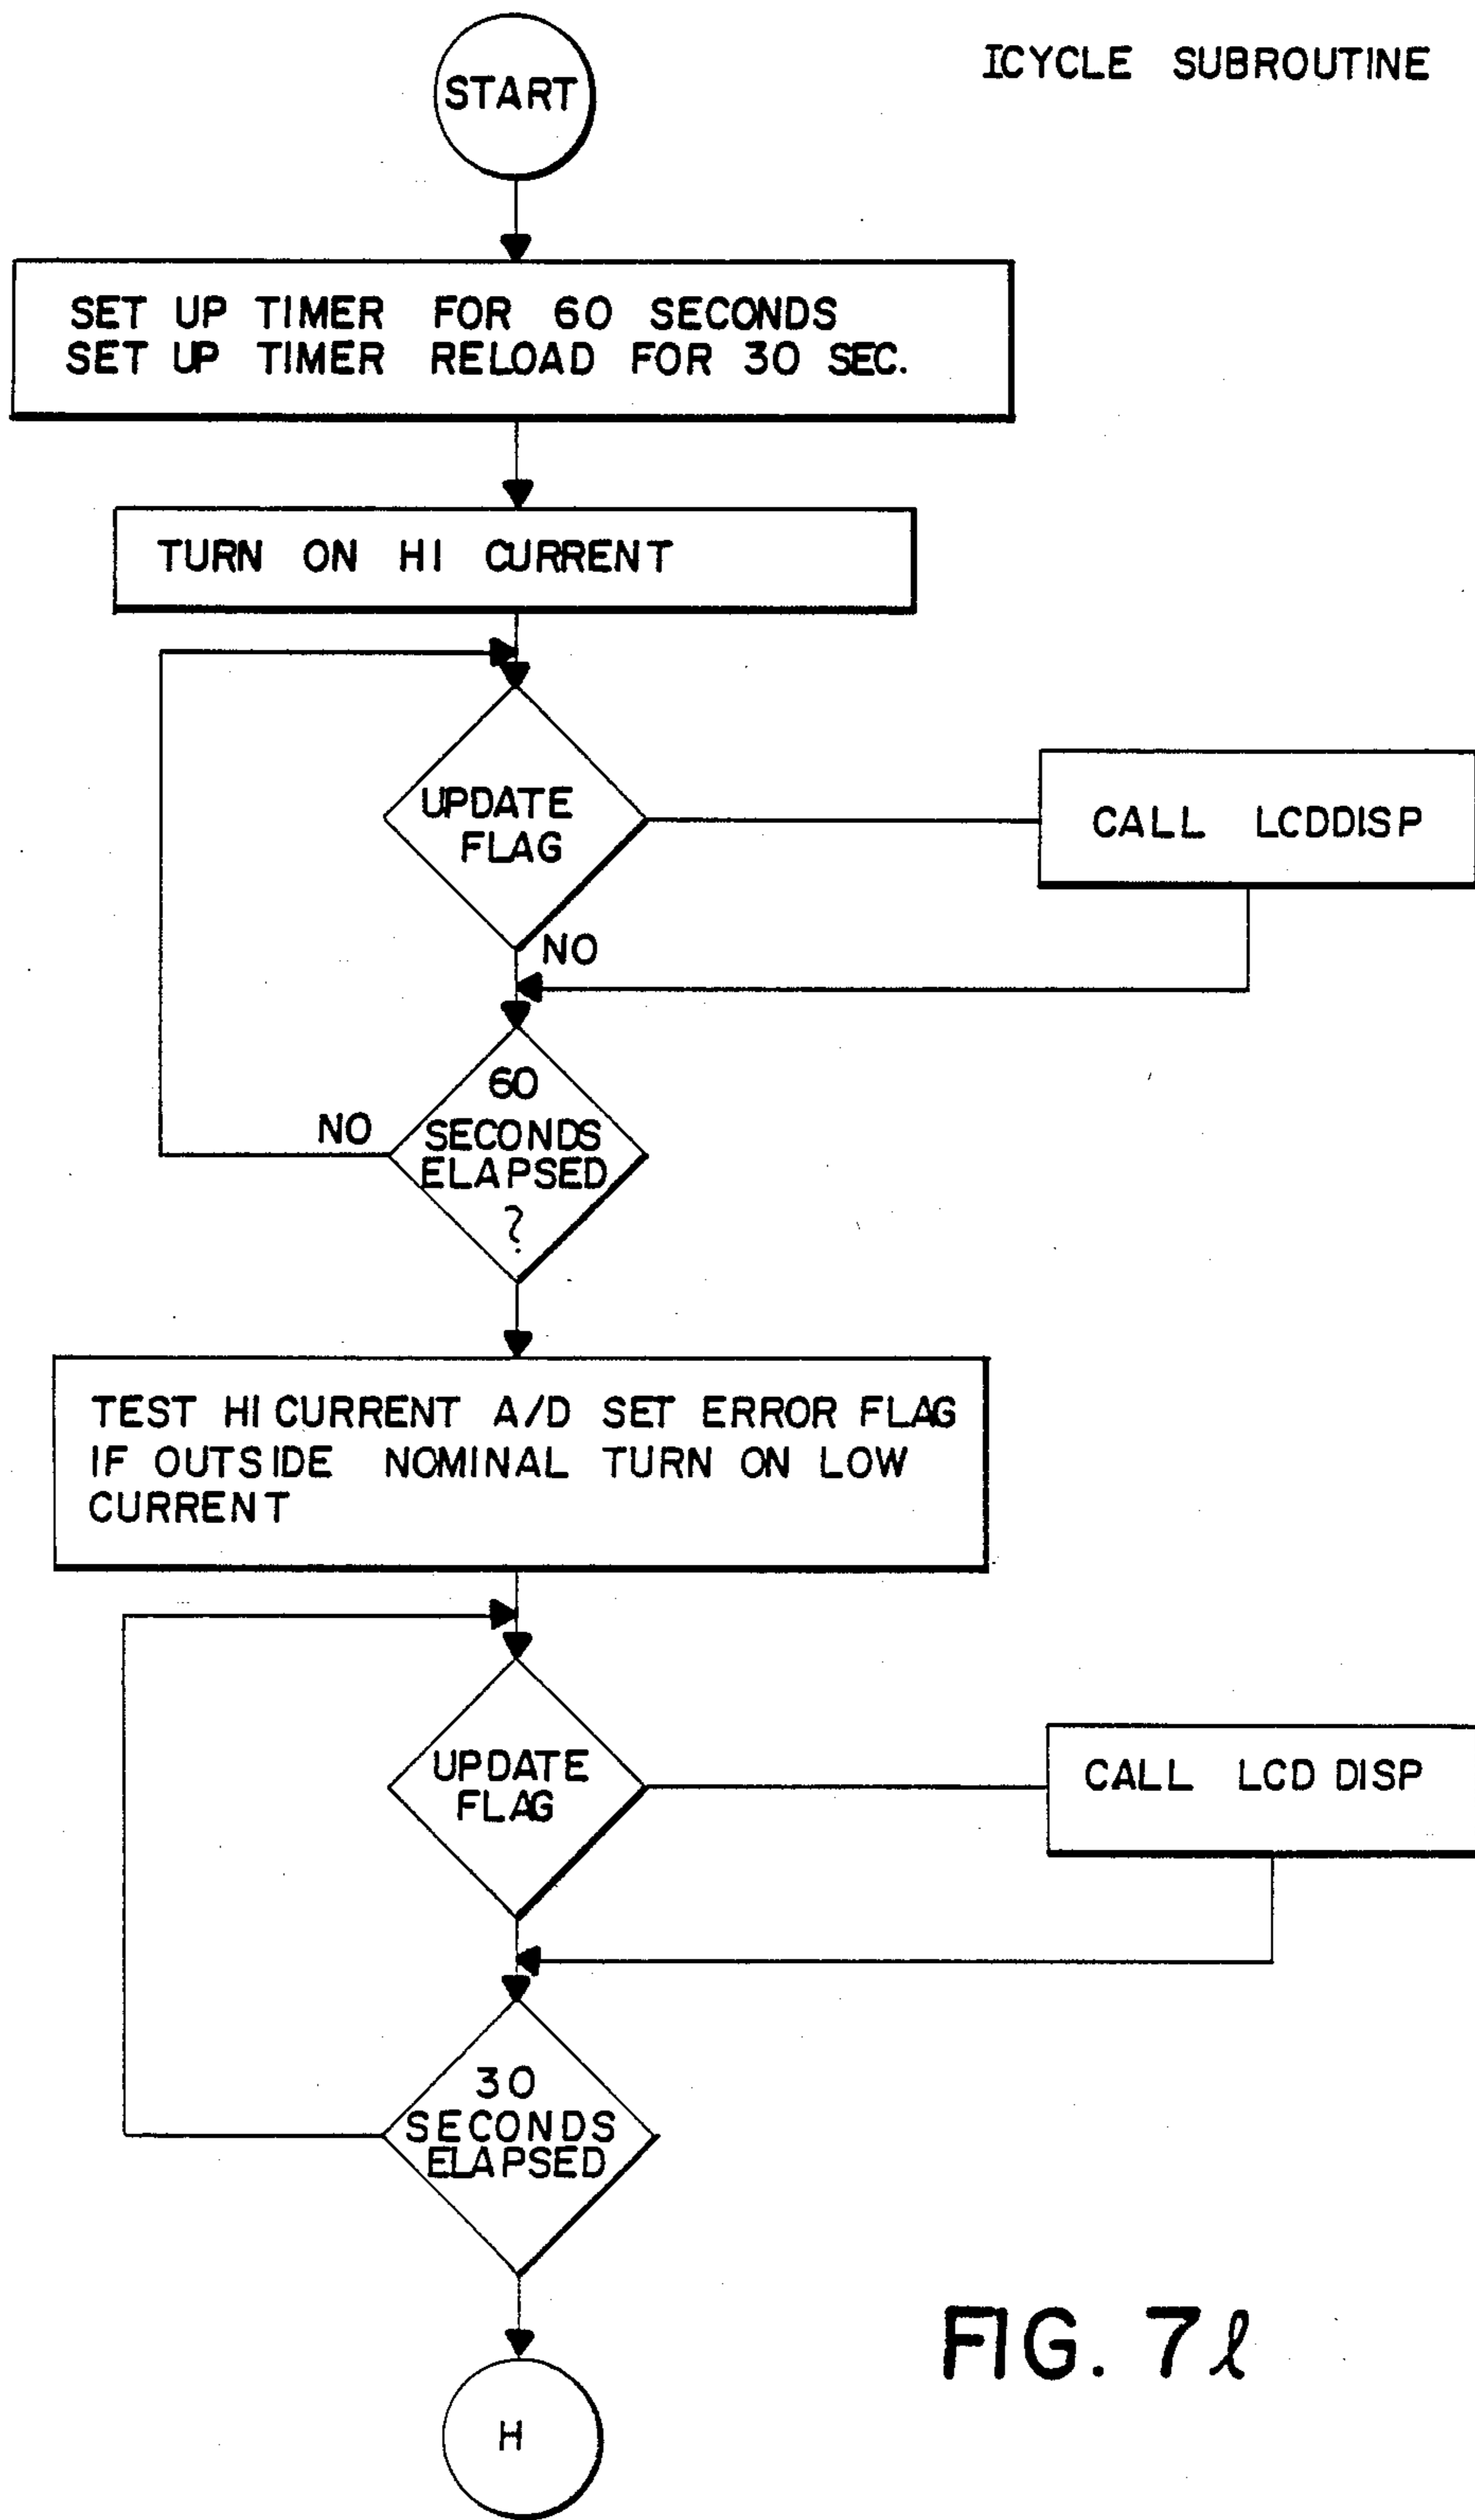 ICYCLE SUBROUTINE
START
SET UP TIMER FOR 60 SECONDS
SET UP TIMER RELOAD FOR 30 SEC.
TURN ON HI CURRENT
UPDATE
FLAG
CALL LCDDISP
NO
60
SECONDS
ELAPSED
?
NO
TEST HI CURRENT A/D SET ERROR FLAG
IF OUTSIDE NOMINAL TURN ON LOW
CURRENT
UPDATE
FLAG
CALL LCD DISP
30
SECONDS
ELAPSED
H
FIG. 7ℓ